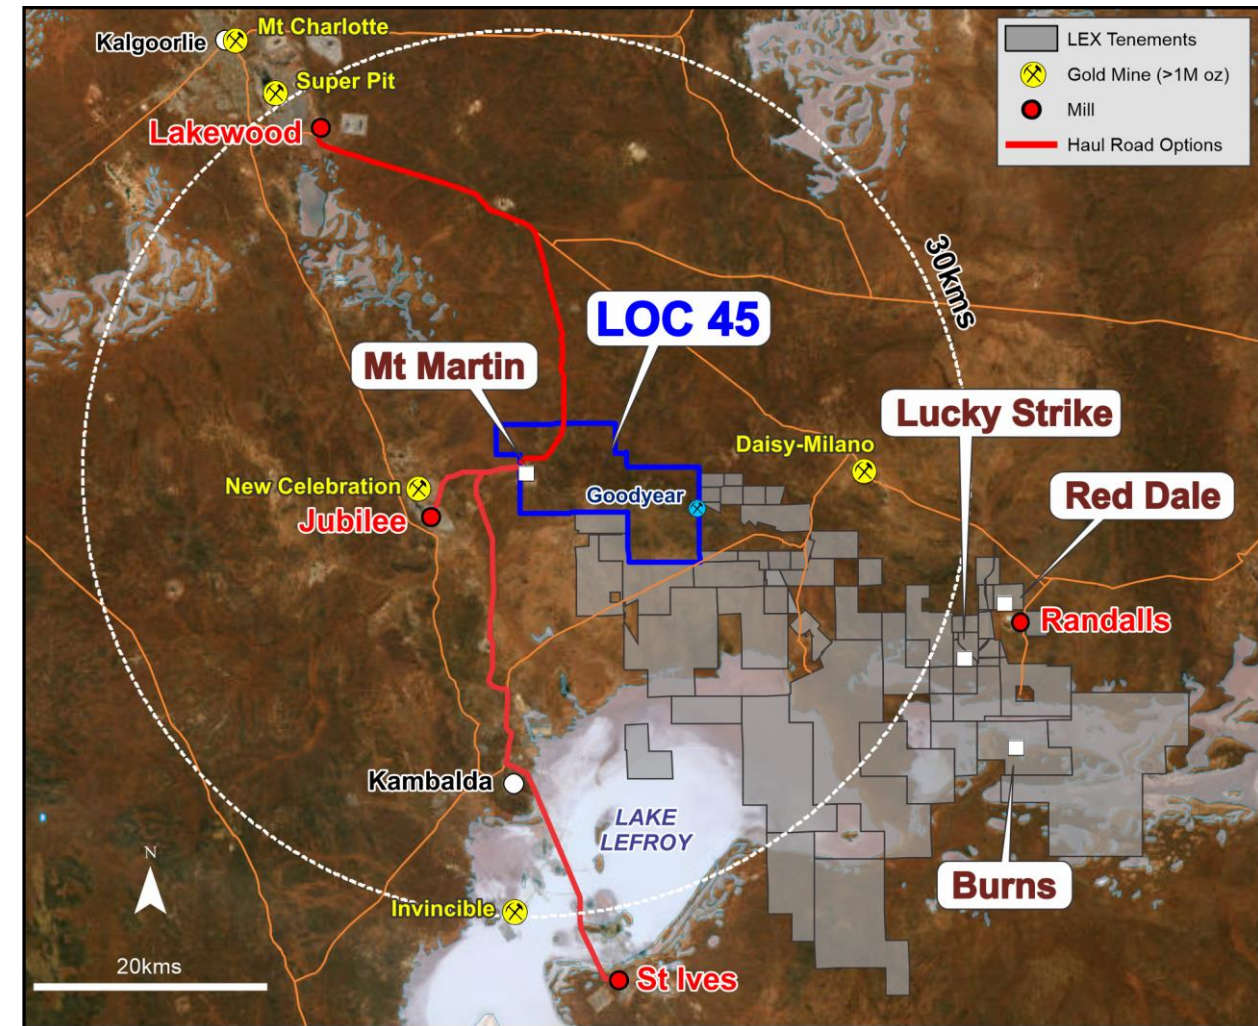 Kalgoorlie
Mt Charlotte
Super Pit
Lakewood
LEX Tenements
Gold Mine (>1M oz)
Mill
Haul Road Options
30kms
LOC 45
Mt Martin
Lucky Strike
Daisy-Milano
New Celebration
Goodyear
Red Dale
Jubilee
Randalls
Kambalda
LAKE
LEFROY
Burns
N
Invincible
20kms
St Ives